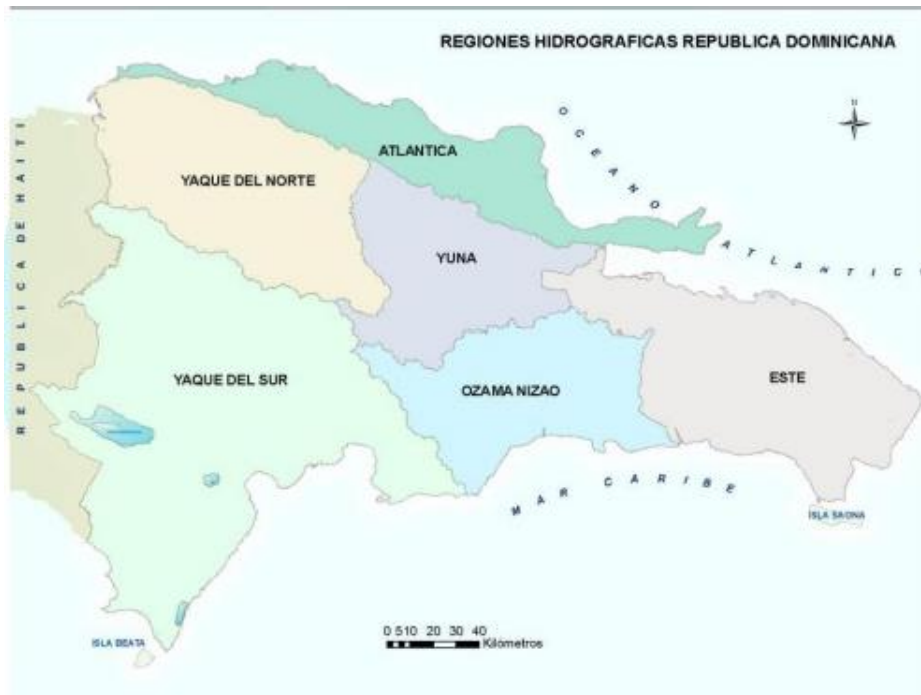 REGIONES HIDROGRAFICAS REPUBLICA DOMINICANA
N
OCEANO ATLANTICO
ATLANTICA
YAQUE DEL NORTE
REPUBLICA DE HAITI
YUNA
YAQUE DEL SUR
OZAMA NIZAO
ESTE
MAR CARIBE
ISLA SAONA
ISLA BEATA
0 5 10 20 30 40
Kilómetros